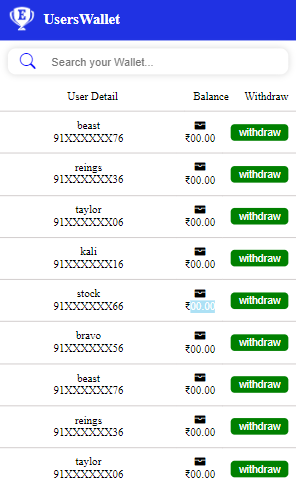 E UsersWallet
Search your Wallet...
User Detail Balance Withdraw
beast
91XXXXXX76 ₹00.00 withdraw
reings
91XXXXXX36 ₹00.00 withdraw
taylor
91XXXXXX06 ₹00.00 withdraw
kali
91XXXXXX16 ₹00.00 withdraw
stock
91XXXXXX66 ₹00.00 withdraw
bravo
91XXXXXX56 ₹00.00 withdraw
beast
91XXXXXX76 ₹00.00 withdraw
reings
91XXXXXX36 ₹00.00 withdraw
taylor
91XXXXXX06 ₹00.00 withdraw